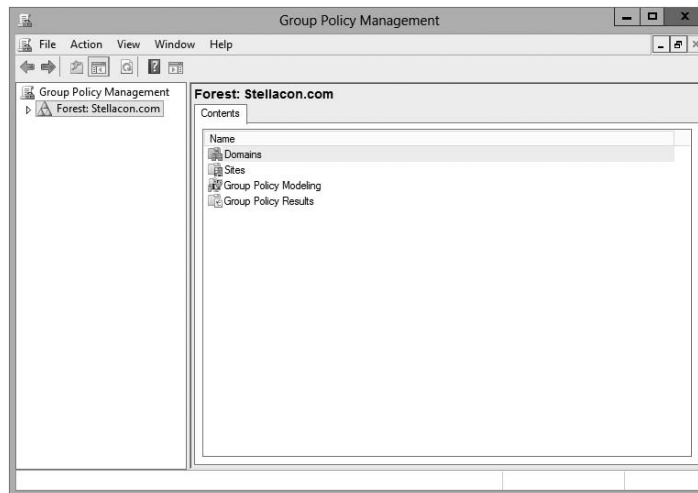 Group Policy Management
File Action View Window Help
Group Policy Management
Forest: Stellacon.com
Forest: Stellacon.com
Contents
Name
Domains
Sites
Group Policy Modeling
Group Policy Results